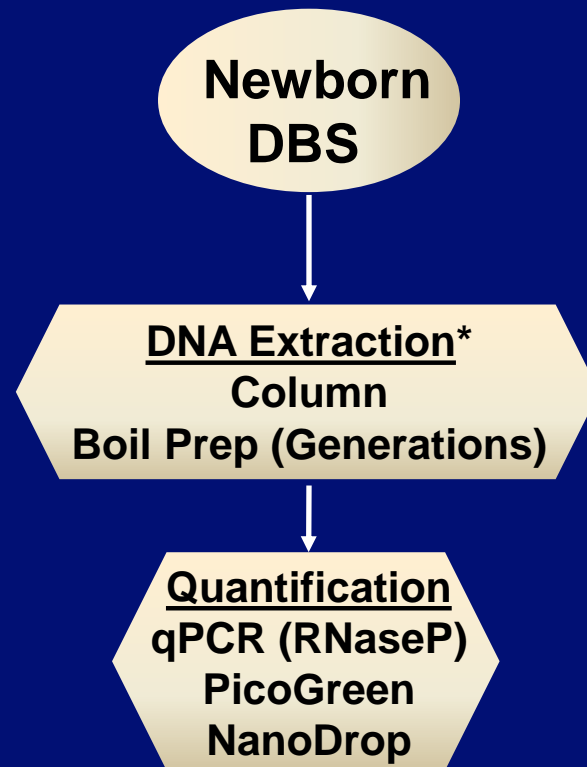 Newborn
DBS
DNA Extraction*
Column
Boil Prep (Generations)
Quantification
qPCR (RNaseP)
PicoGreen
NanoDrop